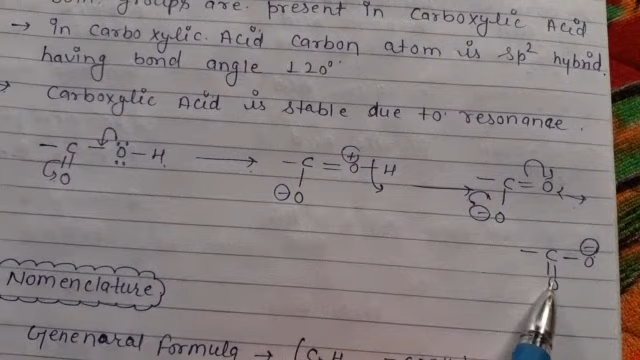 groups are present in Carboxylic Acid
→ In carboxylic Acid carbon atom is sp² hybrid.
having bond angle 120°
→ Carboxylic Acid is stable due to resonance.
- C - O - H → - C = O - H → - C = O ↔
O ⊖ O ⊖ O
- C - O ⊖
O
Nomenclature
Genenaral formula →